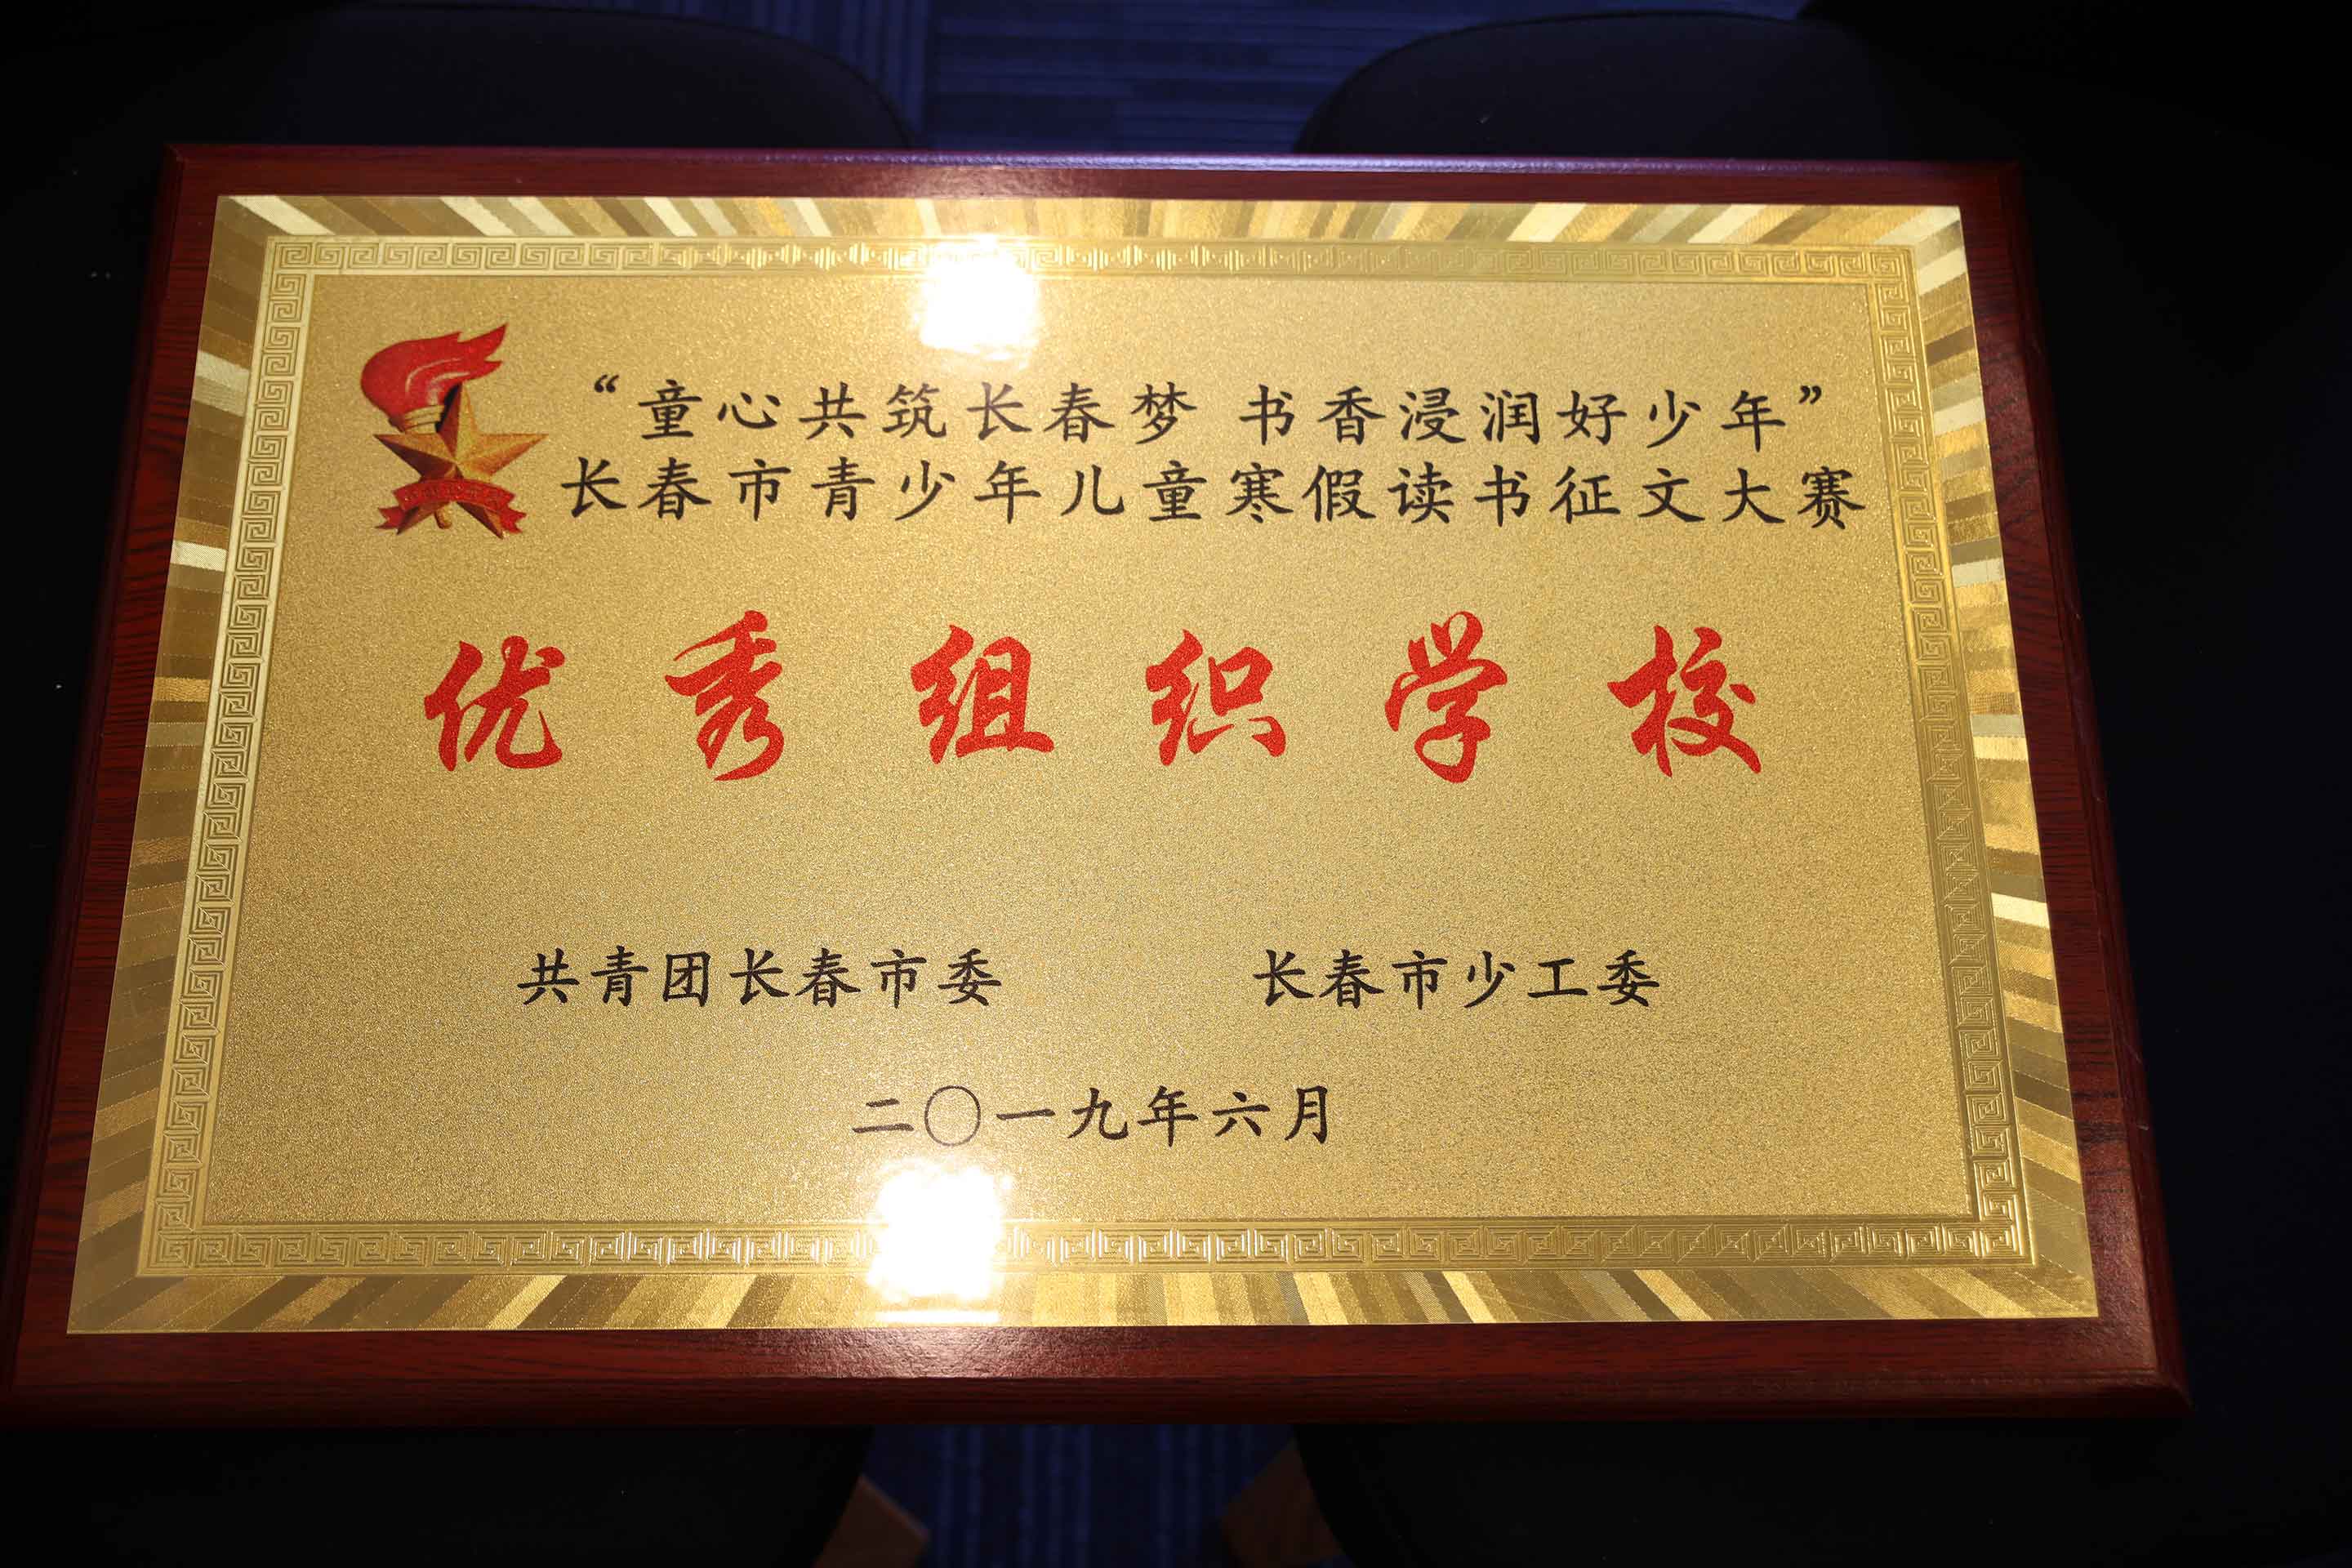 “童心共筑长春梦 书香浸润好少年”
长春市青少年儿童寒假读书征文大赛
优秀组织学校
共青团长春市委 长春市少工委
二〇一九年六月